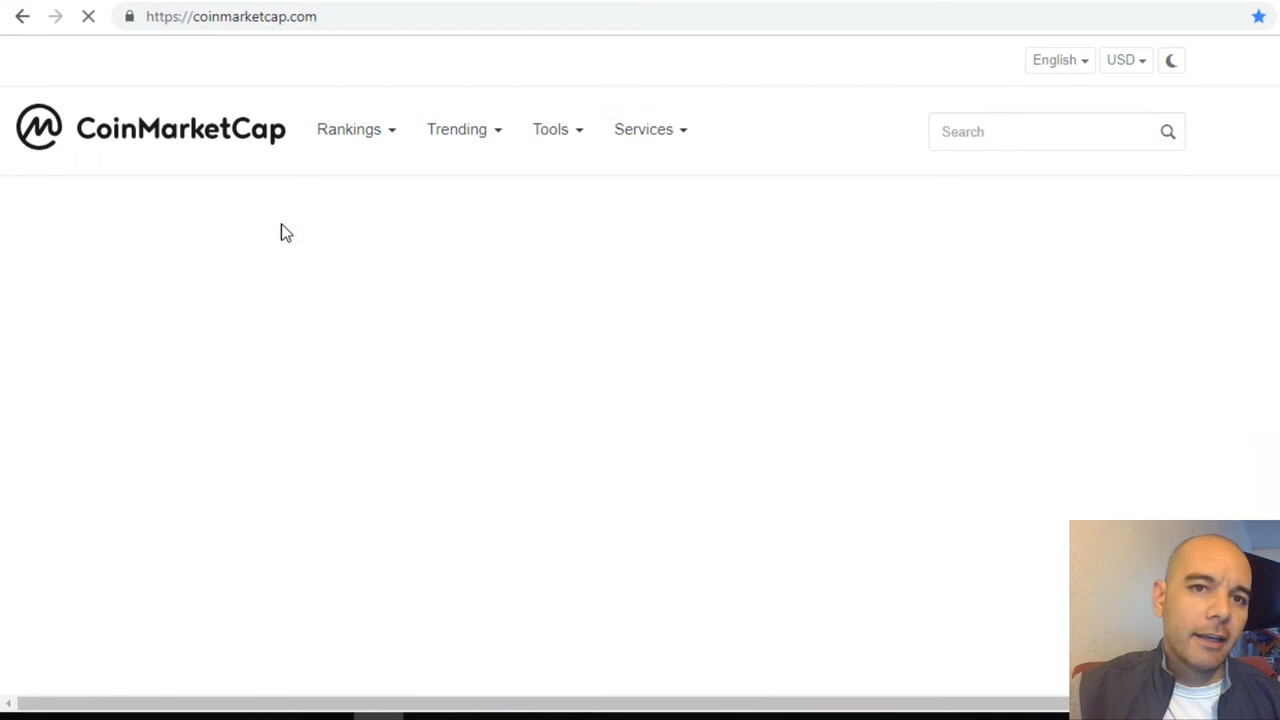 https://coinmarketcap.com
English
USD
CoinMarketCap
Rankings
Trending
Tools
Services
Search